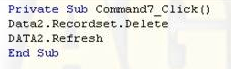 Private Sub Command7_Click()
Data2.Recordset.Delete
DATA2.Refresh
End Sub